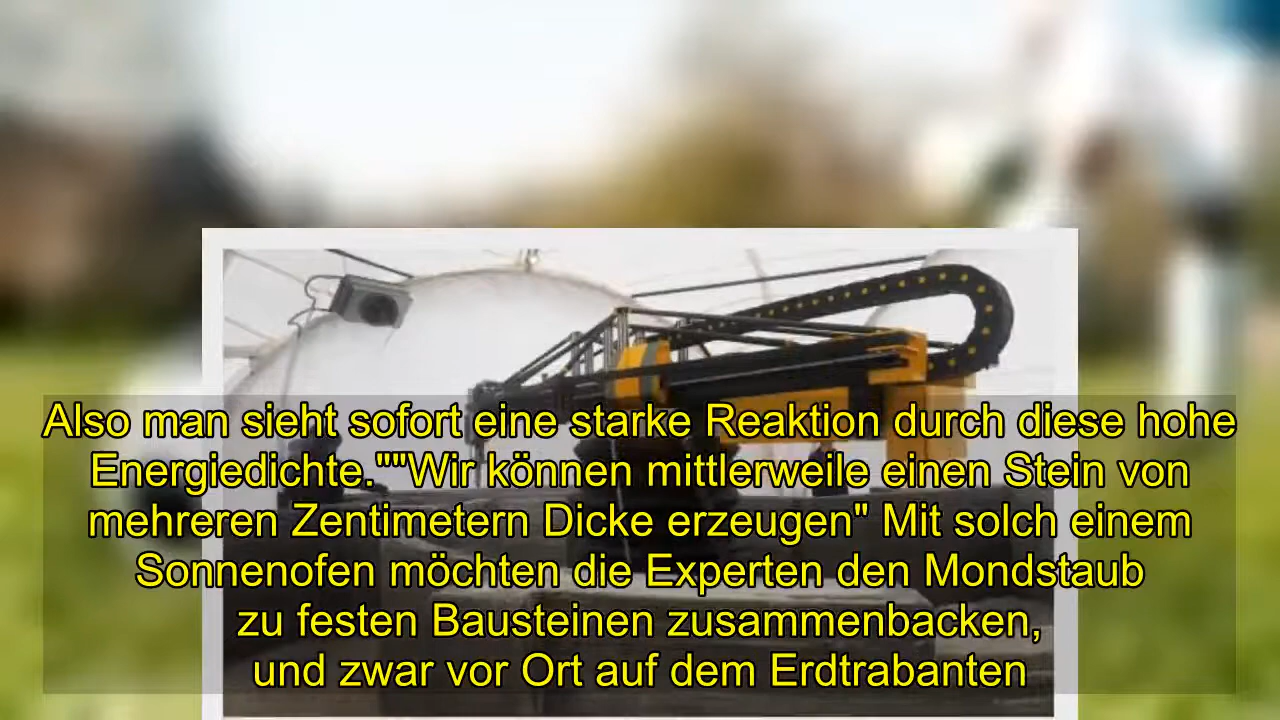 Also man sieht sofort eine starke Reaktion durch diese hohe
Energiedichte.""Wir können mittlerweile einen Stein von
mehreren Zentimetern Dicke erzeugen" Mit solch einem
Sonnenofen möchten die Experten den Mondstaub
zu festen Bausteinen zusammenbacken,
und zwar vor Ort auf dem Erdtrabanten